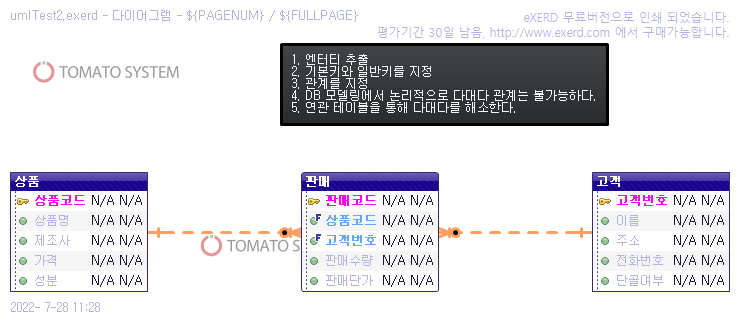 umlTest2.exerd - 다이어그램 - ${PAGENUM} / ${FULLPAGE}
eXERD 무료버전으로 인쇄 되었습니다.
평가기간 30일 남음, http://www.exerd.com 에서 구매가능합니다.
TOMATO SYSTEM
1. 엔터티 추출
2. 기본키와 일반키를 지정
3. 관계를 지정
4. DB 모델링에서 논리적으로 다대다 관계는 불가능하다.
5. 연관 테이블을 통해 다대다를 해소한다.
상품
상품코드 N/A N/A
상품명 N/A N/A
제조사 N/A N/A
가격 N/A N/A
성분 N/A N/A
TOMATO SYSTEM
판매
판매코드 N/A N/A
상품코드 N/A N/A
고객번호 N/A N/A
판매수량 N/A N/A
판매단가 N/A N/A
고객
고객번호 N/A N/A
이름 N/A N/A
주소 N/A N/A
전화번호 N/A N/A
단골여부 N/A N/A
2022- 7-28 11:28